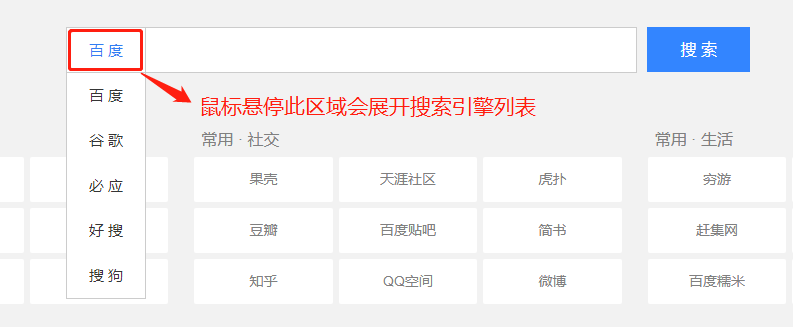 百度 搜索
百度
鼠标悬停此区域会展开搜索引擎列表
谷歌 常用 · 社交 常用 · 生活
必应 果壳 天涯社区 虎扑 穷游
好搜 豆瓣 百度贴吧 简书 赶集网
搜狗 知乎 QQ空间 微博 百度糯米